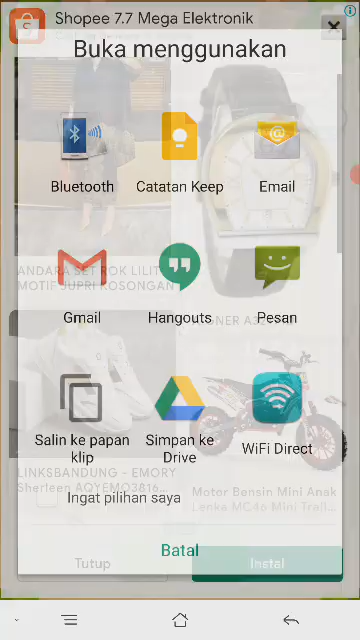 Shopee 7.7 Mega Elektronik
Buka menggunakan
Bluetooth
Catatan Keep
Email
ANDARA SET ROK LILIT
MOTIF JUPRI KOSONGAN
Gmail
Hangouts
Pesan
Salin ke papan
klip
Simpan ke
Drive
WiFi Direct
LINKSBANDUNG - EMORY
Ingat pilihan saya
Motor Bensin Mini Anak
Batal
Tutup
Instal